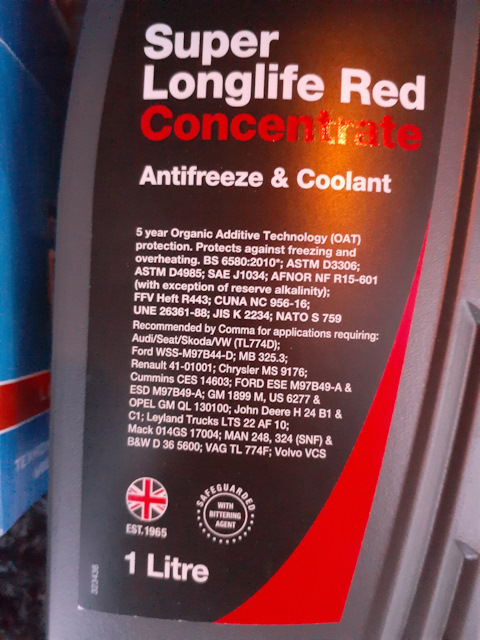 Super
Longlife Red
Concentrate
Antifreeze & Coolant
5 year Organic Additive Technology (OAT)
protection. Protects against freezing and
overheating. BS 6580:2010*; ASTM D3306;
ASTM D4985; SAE J1034; AFNOR NF R15-601
(with exception of reserve alkalinity);
FFV Heft R443; CUNA NC 956-16;
UNE 26361-88; JIS K 2234; NATO S 759
Recommended by Comma for applications requiring:
Audi/Seat/Skoda/VW (TL774D);
Ford WSS-M97B44-D; MB 325.3;
Renault 41-01001; Chrysler MS 9176;
Cummins CES 14603; FORD ESE M97B49-A &
ESD M97B49-A; GM 1899 M, US 6277 &
OPEL GM QL 130100; John Deere H 24 B1 &
C1; Leyland Trucks LTS 22 AF 10;
Mack 014GS 17004; MAN 248, 324 (SNF) &
B&W D 36 5600; VAG TL 774F; Volvo VCS
SAFEGUARDED
WITH
BITTERING
AGENT
EST.1965
1 Litre
323436